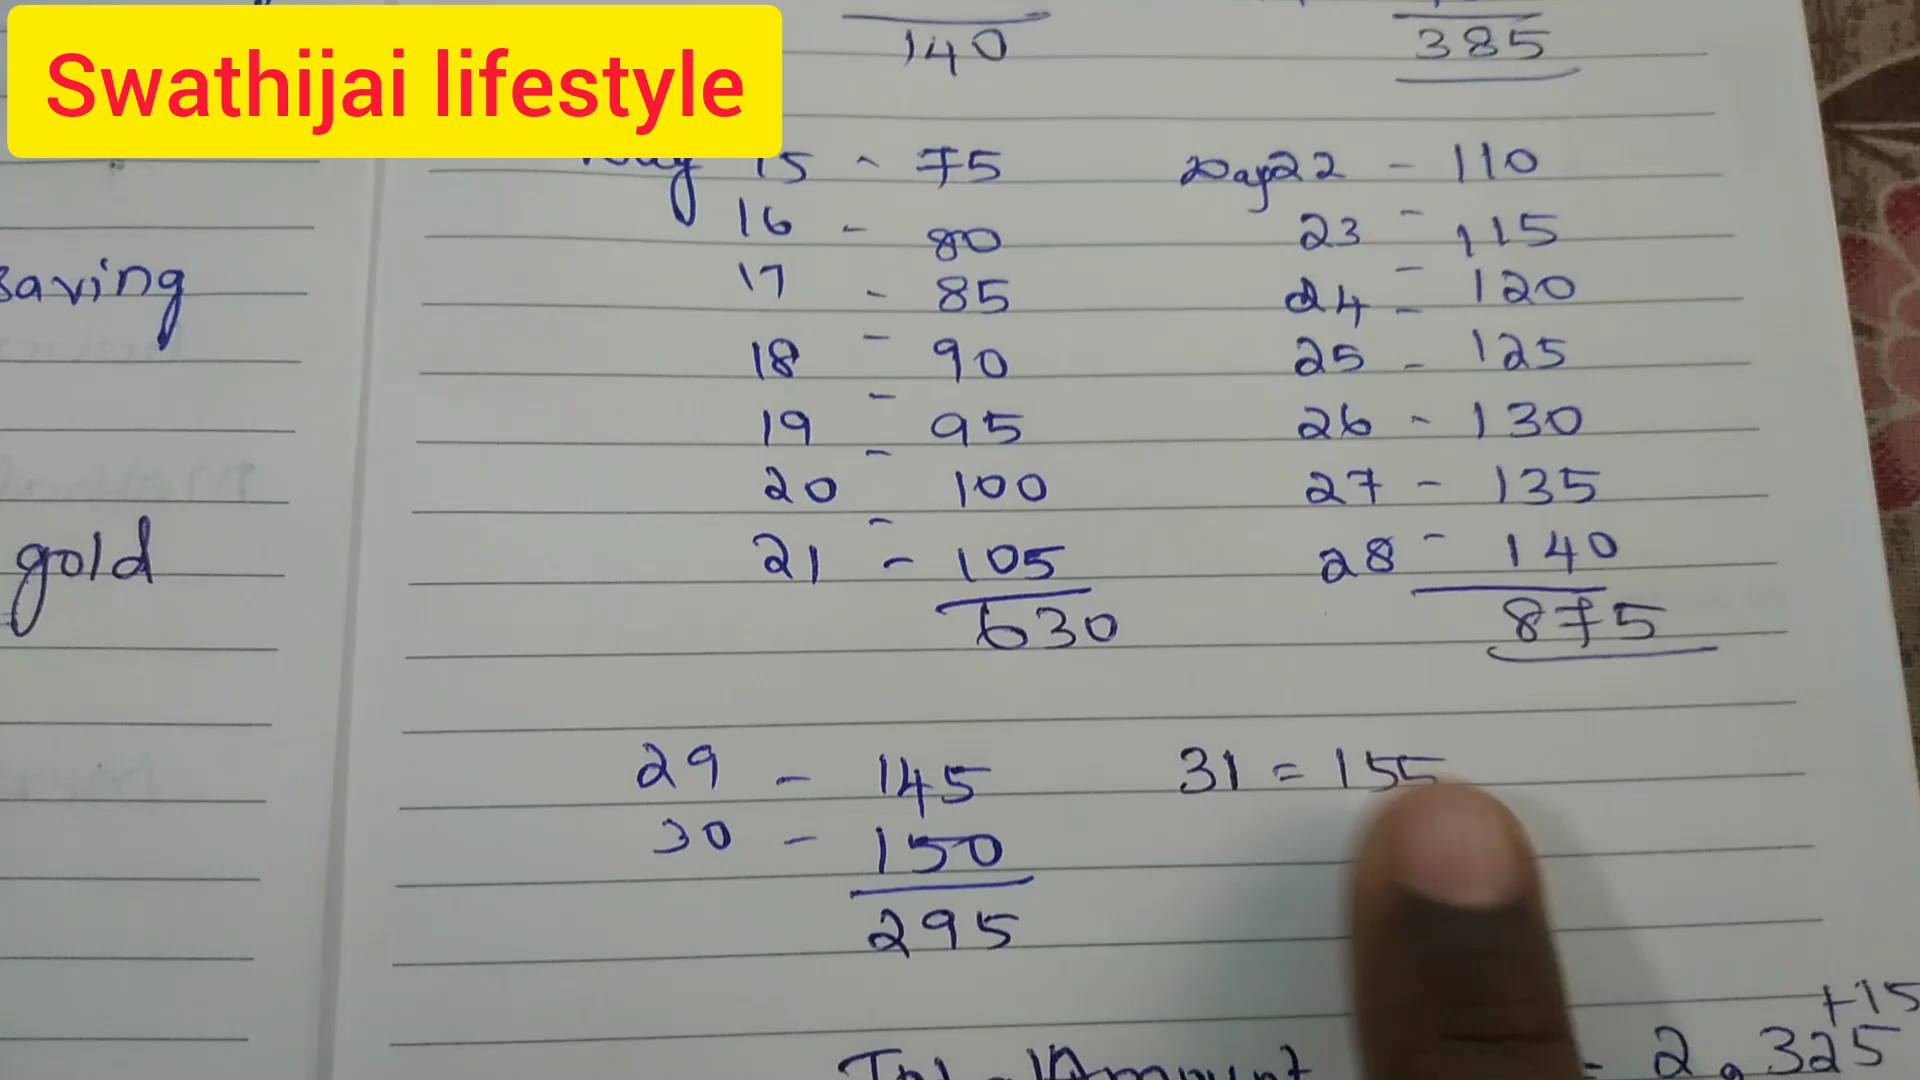 Swathijai lifestyle
140
385
saving
gold
Day 15 - 75
16 - 80
17 - 85
18 - 90
19 - 95
20 - 100
21 - 105
630
Day 22 - 110
23 - 115
24 - 120
25 - 125
26 - 130
27 - 135
28 - 140
875
29 - 145
30 - 150
295
31 = 155
+15
Amount = 2,325